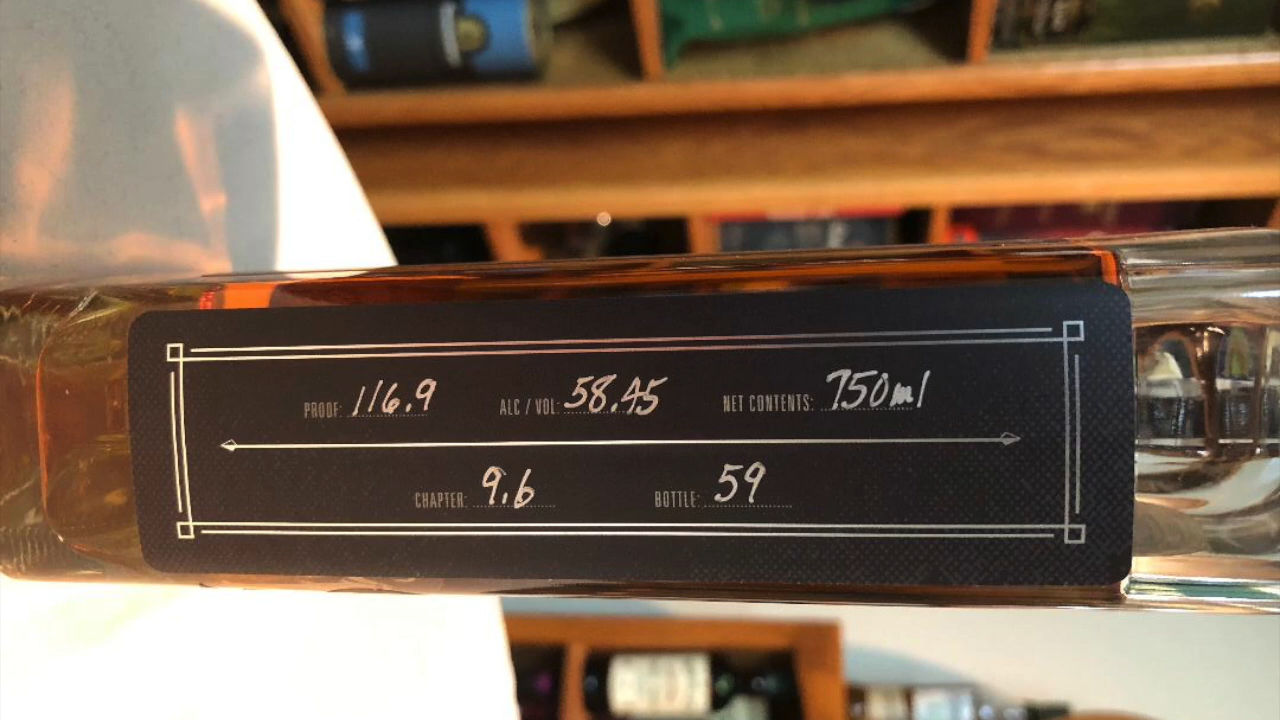 PROOF: 116.9 ALC / VOL: 58.45 NET CONTENTS: 750ml
CHAPTER: 9.6 BOTTLE: 59